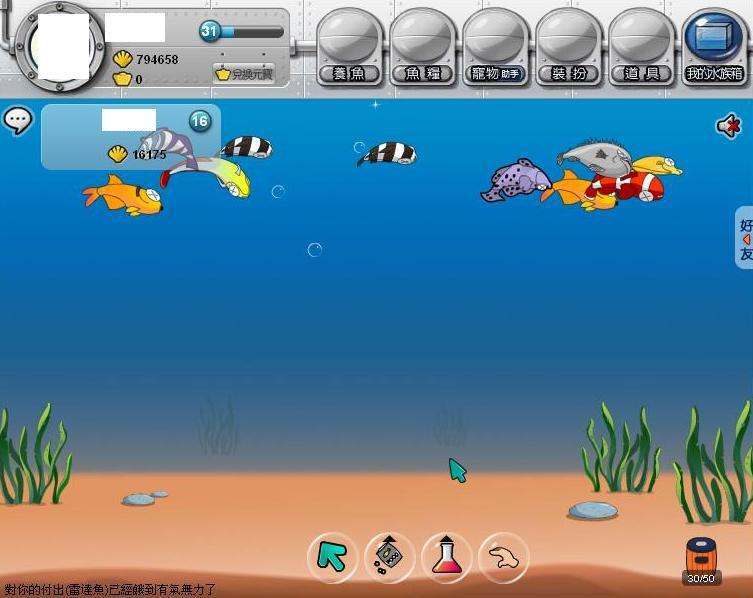 31
794658
0
兌換元寶
養魚
魚糧
寵物助手
裝扮
道具
我的水族箱
16
16175
好友
30/50
對你的付出(雷達魚)已經餓到有氣無力了